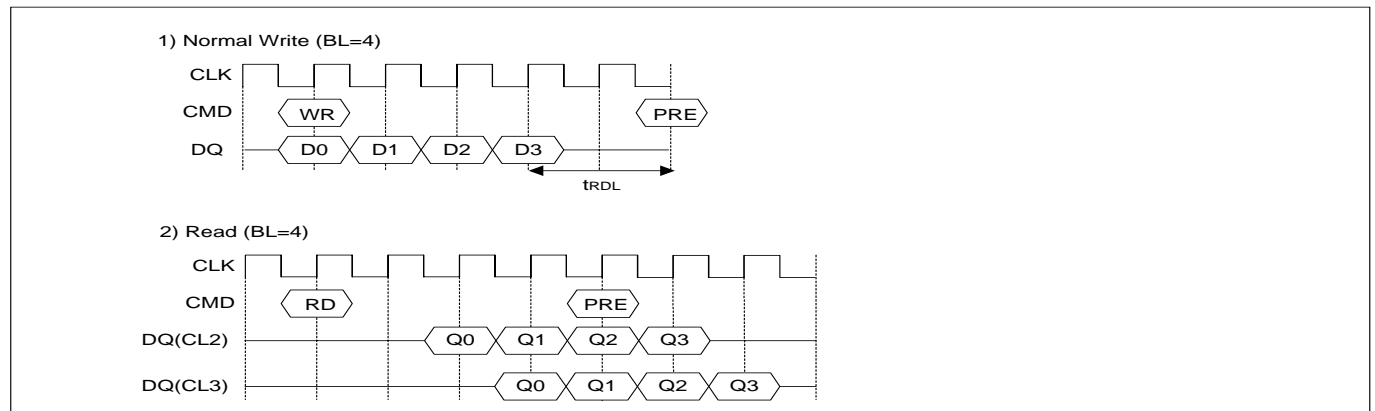 1) Normal Write (BL=4)
CLK
CMD WR PRE
DQ D0 D1 D2 D3
tRDL
2) Read (BL=4)
CLK
CMD RD PRE
DQ(CL2) Q0 Q1 Q2 Q3
DQ(CL3) Q0 Q1 Q2 Q3